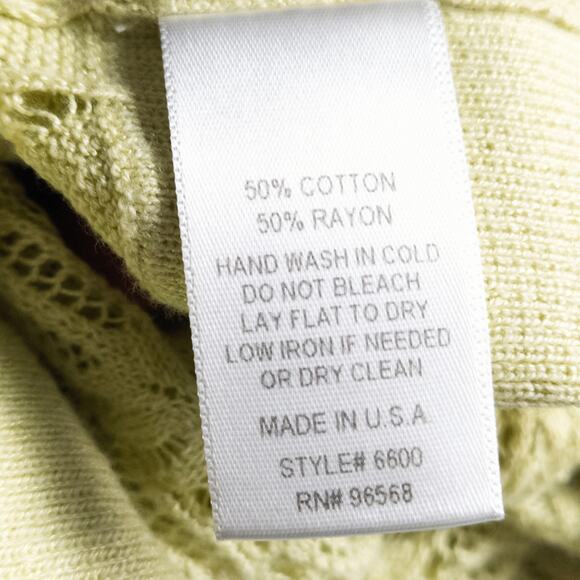 50% COTTON
50% RAYON
HAND WASH IN COLD
DO NOT BLEACH
LAY FLAT TO DRY
LOW IRON IF NEEDED
OR DRY CLEAN
MADE IN U.S.A
STYLE# 6600
RN# 96568